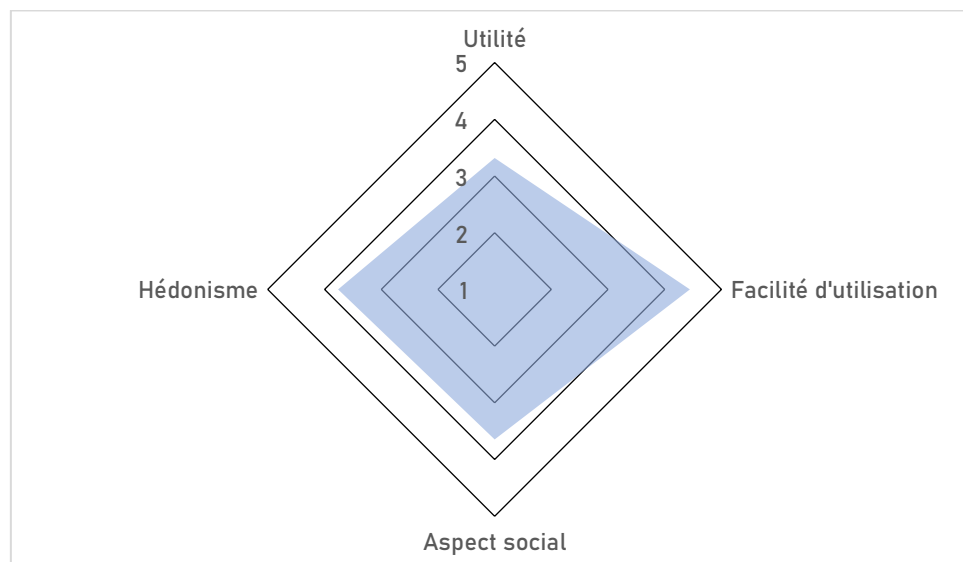 Utilité
5
4
3
2
1
Hédonisme
Facilité d'utilisation
Aspect social